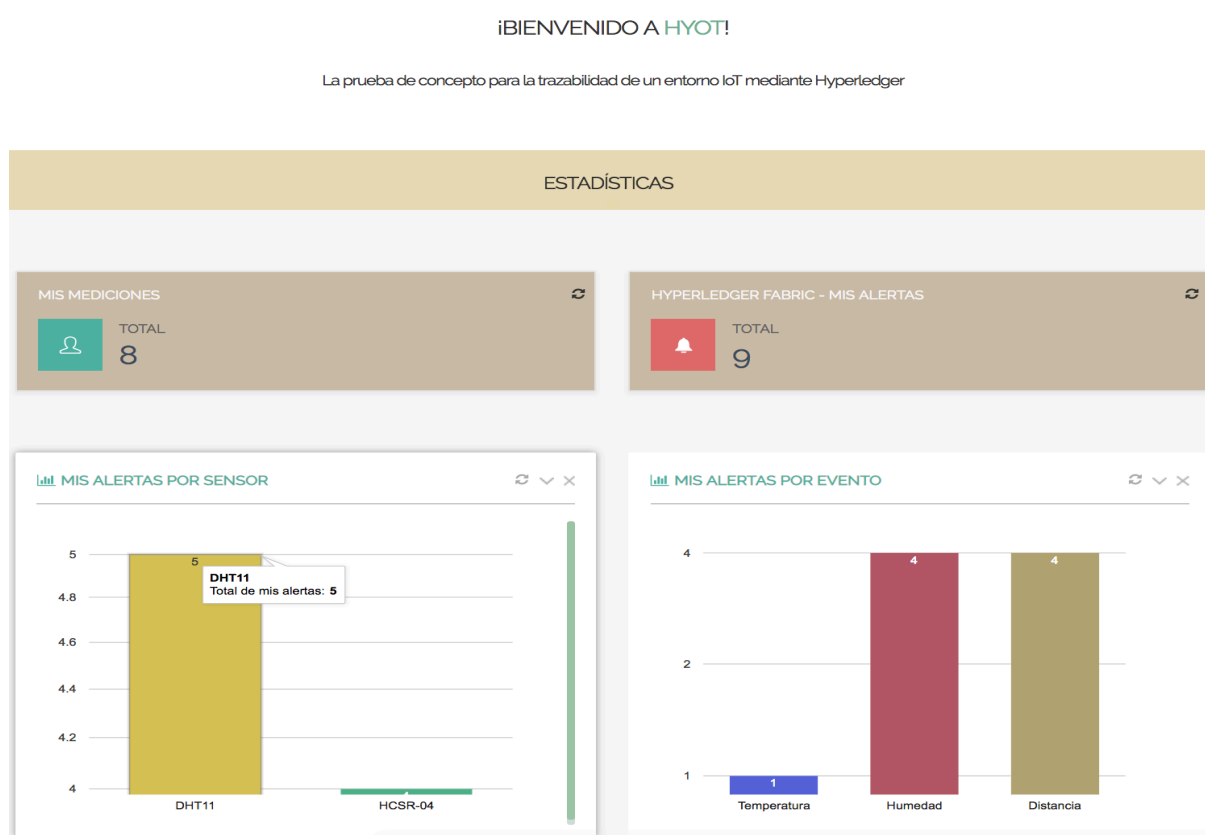 ¡BIENVENIDO A HYOT!
La prueba de concepto para la trazabilidad de un entorno IoT mediante Hyperledger
ESTADÍSTICAS
MIS MEDICIONES
TOTAL
8
HYPERLEDGER FABRIC - MIS ALERTAS
TOTAL
9
MIS ALERTAS POR SENSOR
5
4.8
4.6
4.4
4.2
4
5
DHT11
Total de mis alertas: 5
DHT11
HCSR-04
MIS ALERTAS POR EVENTO
4
2
1
1
4
4
Temperatura
Humedad
Distancia